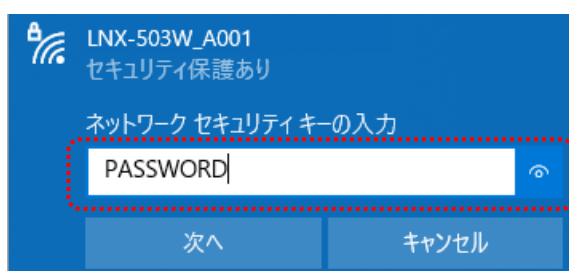 LNX-503W_A001
セキュリティ保護あり
ネットワーク セキュリティ キーの入力
PASSWORD
次へ
キャンセル